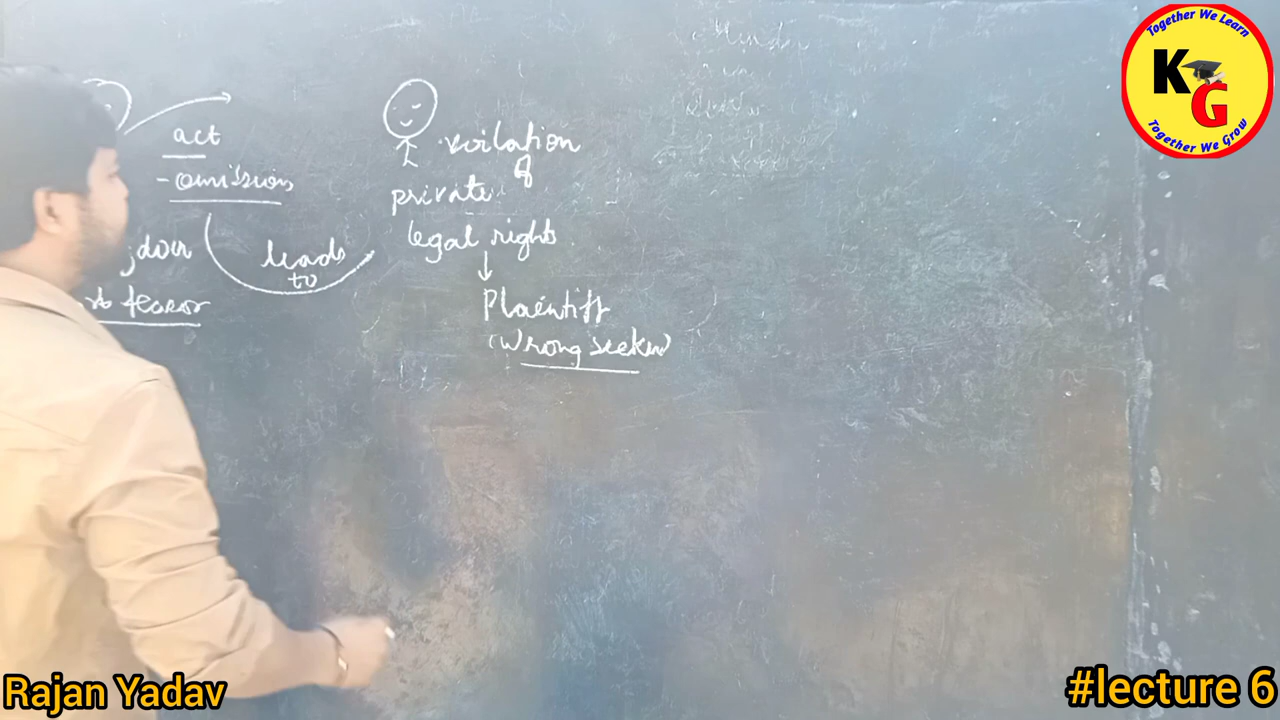 Together We Learn
KG
Together We Grow
act
- omission
leads
to
voilation
of
private
legal rights
Plaintiff
(Wrong seeker)
doer
Rajan Yadav
#lecture 6